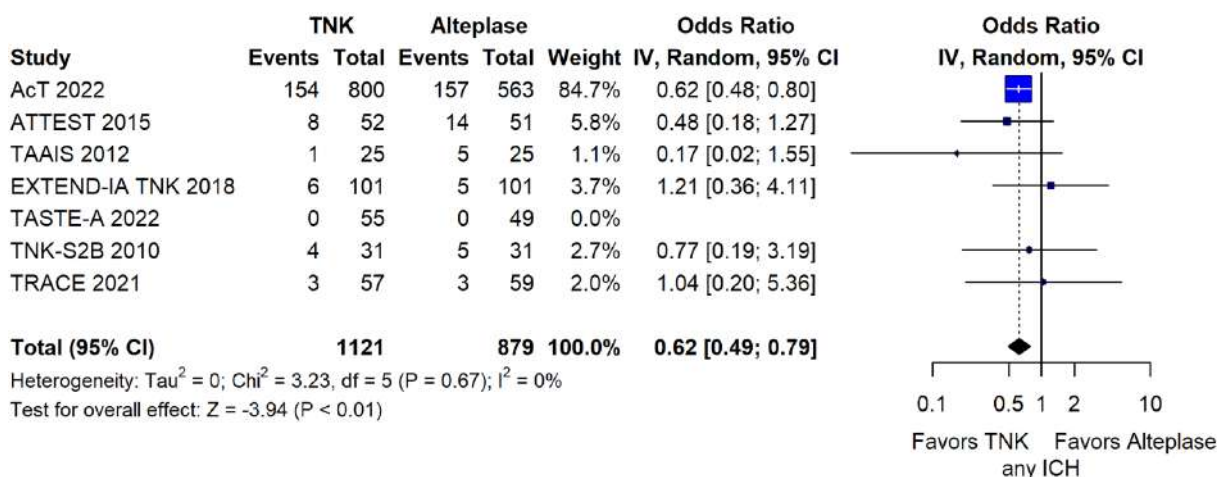 TNK Alteplase Odds Ratio Odds Ratio
Study Events Total Events Total Weight IV, Random, 95% CI IV, Random, 95% CI
AcT 2022 154 800 157 563 84.7% 0.62 [0.48; 0.80]
ATTEST 2015 8 52 14 51 5.8% 0.48 [0.18; 1.27]
TAAIS 2012 1 25 5 25 1.1% 0.17 [0.02; 1.55]
EXTEND-IA TNK 2018 6 101 5 101 3.7% 1.21 [0.36; 4.11]
TASTE-A 2022 0 55 0 49 0.0%
TNK-S2B 2010 4 31 5 31 2.7% 0.77 [0.19; 3.19]
TRACE 2021 3 57 3 59 2.0% 1.04 [0.20; 5.36]
Total (95% CI) 1121 879 100.0% 0.62 [0.49; 0.79]
Heterogeneity: Tau² = 0; Chi² = 3.23, df = 5 (P = 0.67); I² = 0%
Test for overall effect: Z = -3.94 (P < 0.01)
0.1 0.5 1 2 10
Favors TNK Favors Alteplase
any ICH